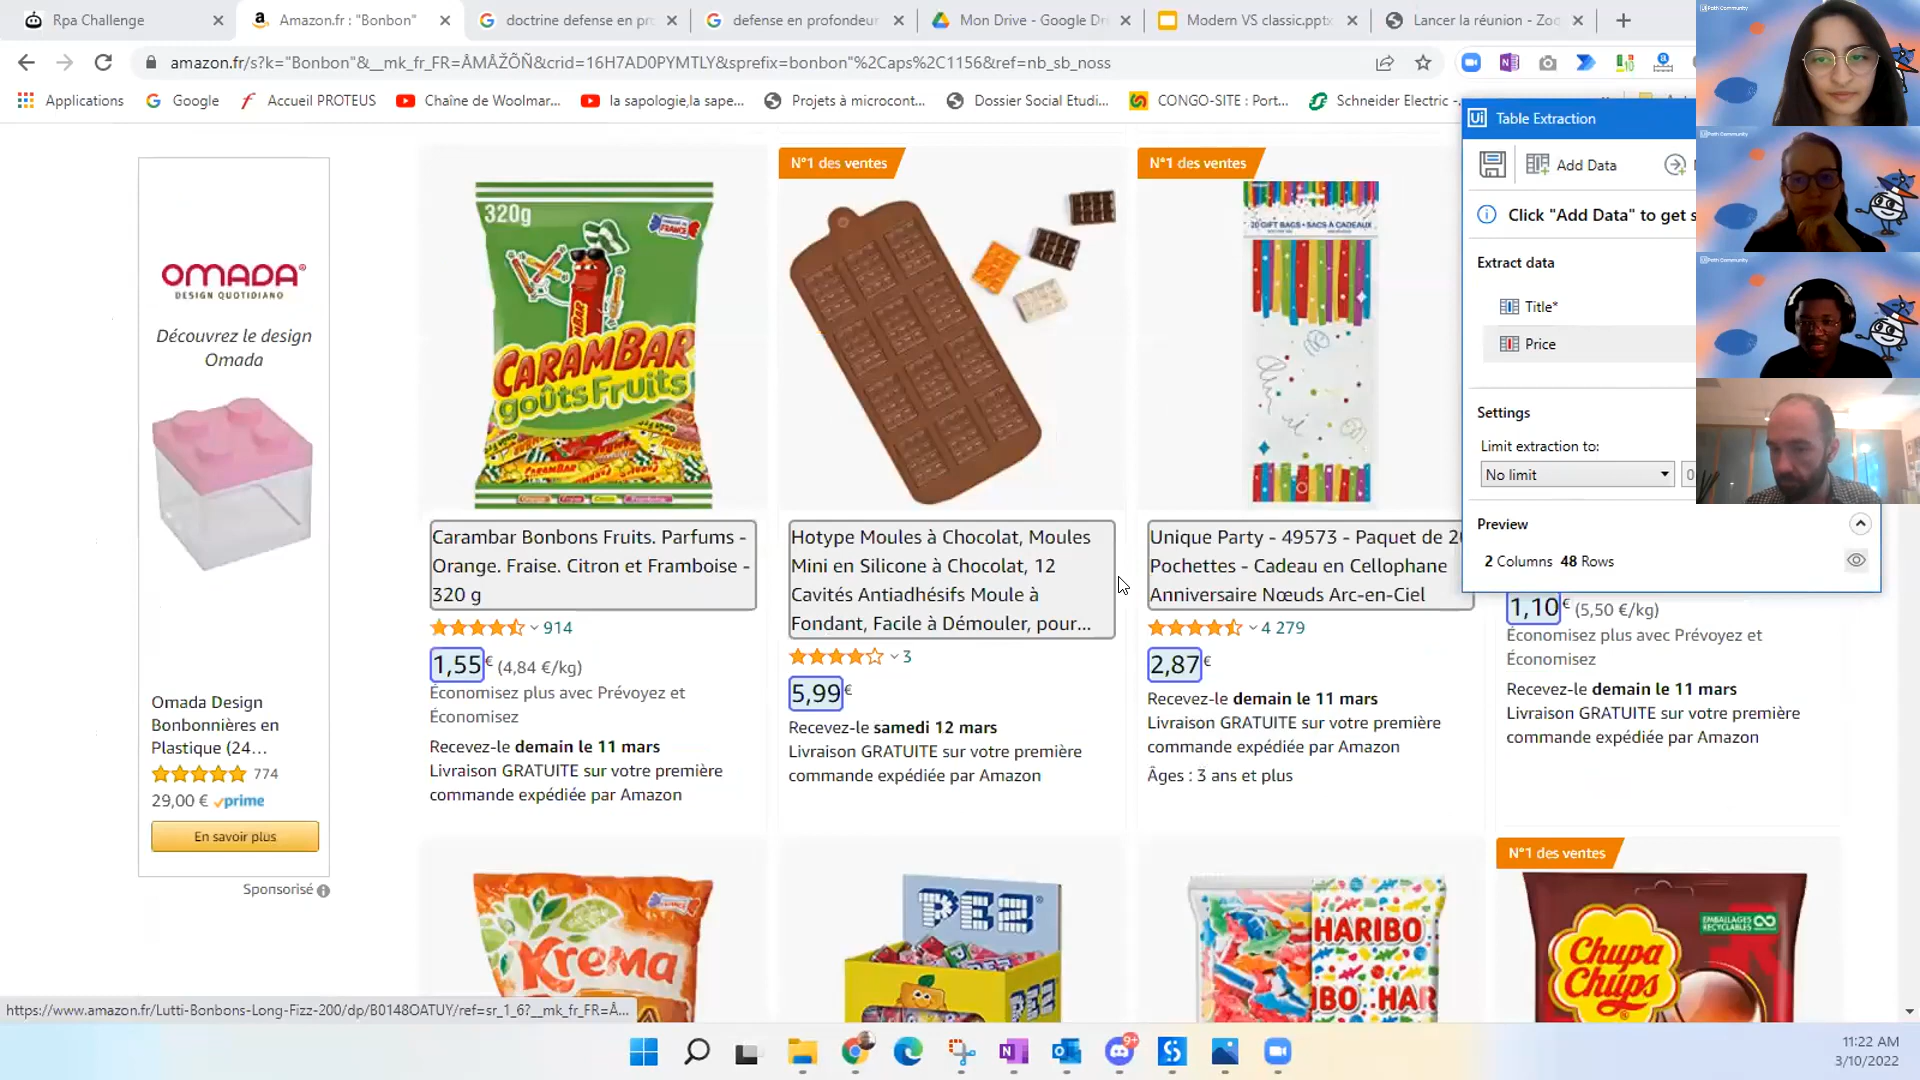 Rpa Challenge
Amazon.fr : "Bonbon"
doctrine defense en pr
defense en profondeur
Mon Drive - Google Dri
Modern VS classic.pptx
Lancer la réunion - Zoo
amazon.fr/s?k="Bonbon"&__mk_fr_FR=ÅMÅŽÕÑ&crid=16H7AD0PYMTLY&sprefix=bonbon"%2Caps%2C1156&ref=nb_sb_noss
Applications
Google
Accueil PROTEUS
Chaîne de Woolmar...
la sapologie,la sape...
Projets à microcont...
Dossier Social Etudi...
CONGO-SITE : Port...
Schneider Electric -
OMADA
DESIGN QUOTIDIANO
Découvrez le design
Omada
Omada Design
Bonbonnières en
Plastique (24...
774
29,00 € prime
En savoir plus
Sponsorisé
320g
CARAMBAR
goûts Fruits
Carambar Bonbons Fruits. Parfums -
Orange. Fraise. Citron et Framboise -
320 g
914
1,55€ (4,84 €/kg)
Économisez plus avec Prévoyez et
Économisez
Recevez-le demain le 11 mars
Livraison GRATUITE sur votre première
commande expédiée par Amazon
N°1 des ventes
Hotype Moules à Chocolat, Moules
Mini en Silicone à Chocolat, 12
Cavités Antiadhésifs Moule à
Fondant, Facile à Démouler, pour...
3
5,99€
Recevez-le samedi 12 mars
Livraison GRATUITE sur votre première
commande expédiée par Amazon
N°1 des ventes
20 GIFT BAGS • SACS À CADEAUX
Unique Party - 49573 - Paquet de 2
Pochettes - Cadeau en Cellophane
Anniversaire Nœuds Arc-en-Ciel
4 279
2,87€
Recevez-le demain le 11 mars
Livraison GRATUITE sur votre première
commande expédiée par Amazon
Âges : 3 ans et plus
Table Extraction
Add Data
Click "Add Data" to get s
Extract data
Title*
Price
Settings
Limit extraction to:
No limit
0
Preview
2 Columns 48 Rows
1,10€ (5,50 €/kg)
Économisez plus avec Prévoyez et
Économisez
Recevez-le demain le 11 mars
Livraison GRATUITE sur votre première
commande expédiée par Amazon
Krema
PEZ
HARIBO
N°1 des ventes
EMBALLAGES
RECYCLABLES
Chupa
Chups
https://www.amazon.fr/Lutti-Bonbons-Long-Fizz-200/dp/B0148OATUY/ref=sr_1_6?__mk_fr_FR=Å...
9+
11:22 AM
3/10/2022